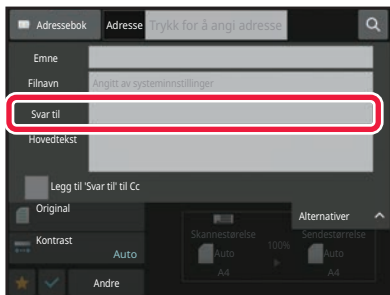 Adressebok Adresse Trykk for å angi adresse
Emne
Filnavn Angitt av systeminnstillinger
Svar til
Hovedtekst
Legg til 'Svar til' til Cc
Original
Alternativer
Kontrast
Auto
Skannestørelse
Auto
A4
100%
Sendestørrelse
Auto
A4
Andre